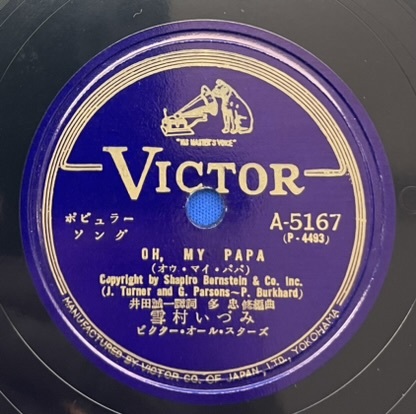 "HIS MASTER'S VOICE"
VICTOR
ポピュラー
ソング
A-5167
(P-4493)
OH, MY PAPA
(オウ・マイ・パパ)
Copyright by Shapiro Bernstein & Co. Inc.
(J. Turner and G. Parsons~P. Burkhard)
井田誠一訳詞 多忠修編曲
雪村いづみ
ビクター・オール・スターズ
MANUFACTURED BY VICTOR CO. OF JAPAN, LTD., YOKOHAMA